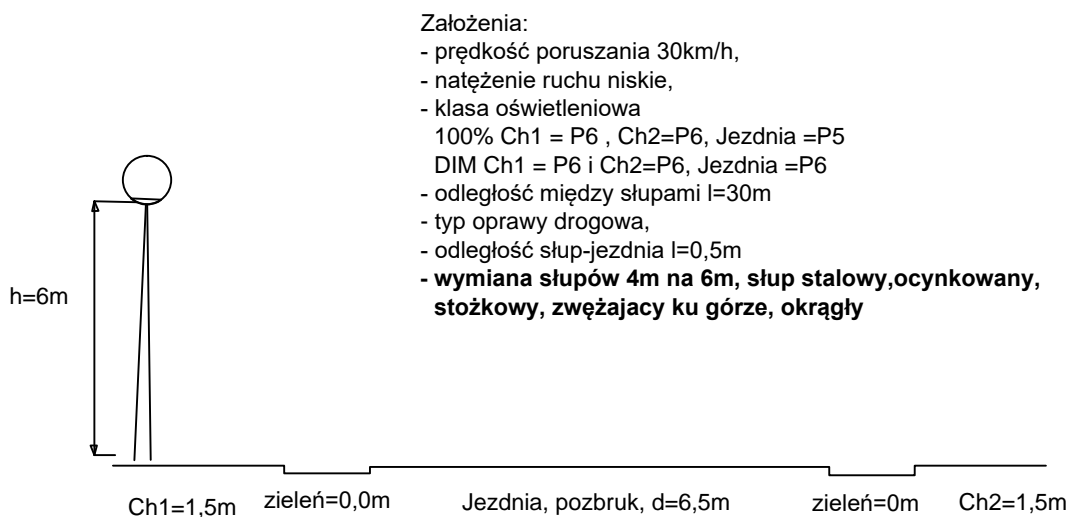 Założenia:
- prędkość poruszania 30km/h,
- natężenie ruchu niskie,
- klasa oświetleniowa
100% Ch1 = P6 , Ch2=P6, Jezdnia =P5
DIM Ch1 = P6 i Ch2=P6, Jezdnia =P6
- odległość między słupami l=30m
- typ oprawy drogowa,
- odległość słup-jezdnia l=0,5m
- wymiana słupów 4m na 6m, słup stalowy,ocynkowany,
stożkowy, zwężajacy ku górze, okrągły
h=6m
Ch1=1,5m zieleń=0,0m Jezdnia, pozbruk, d=6,5m zieleń=0m Ch2=1,5m